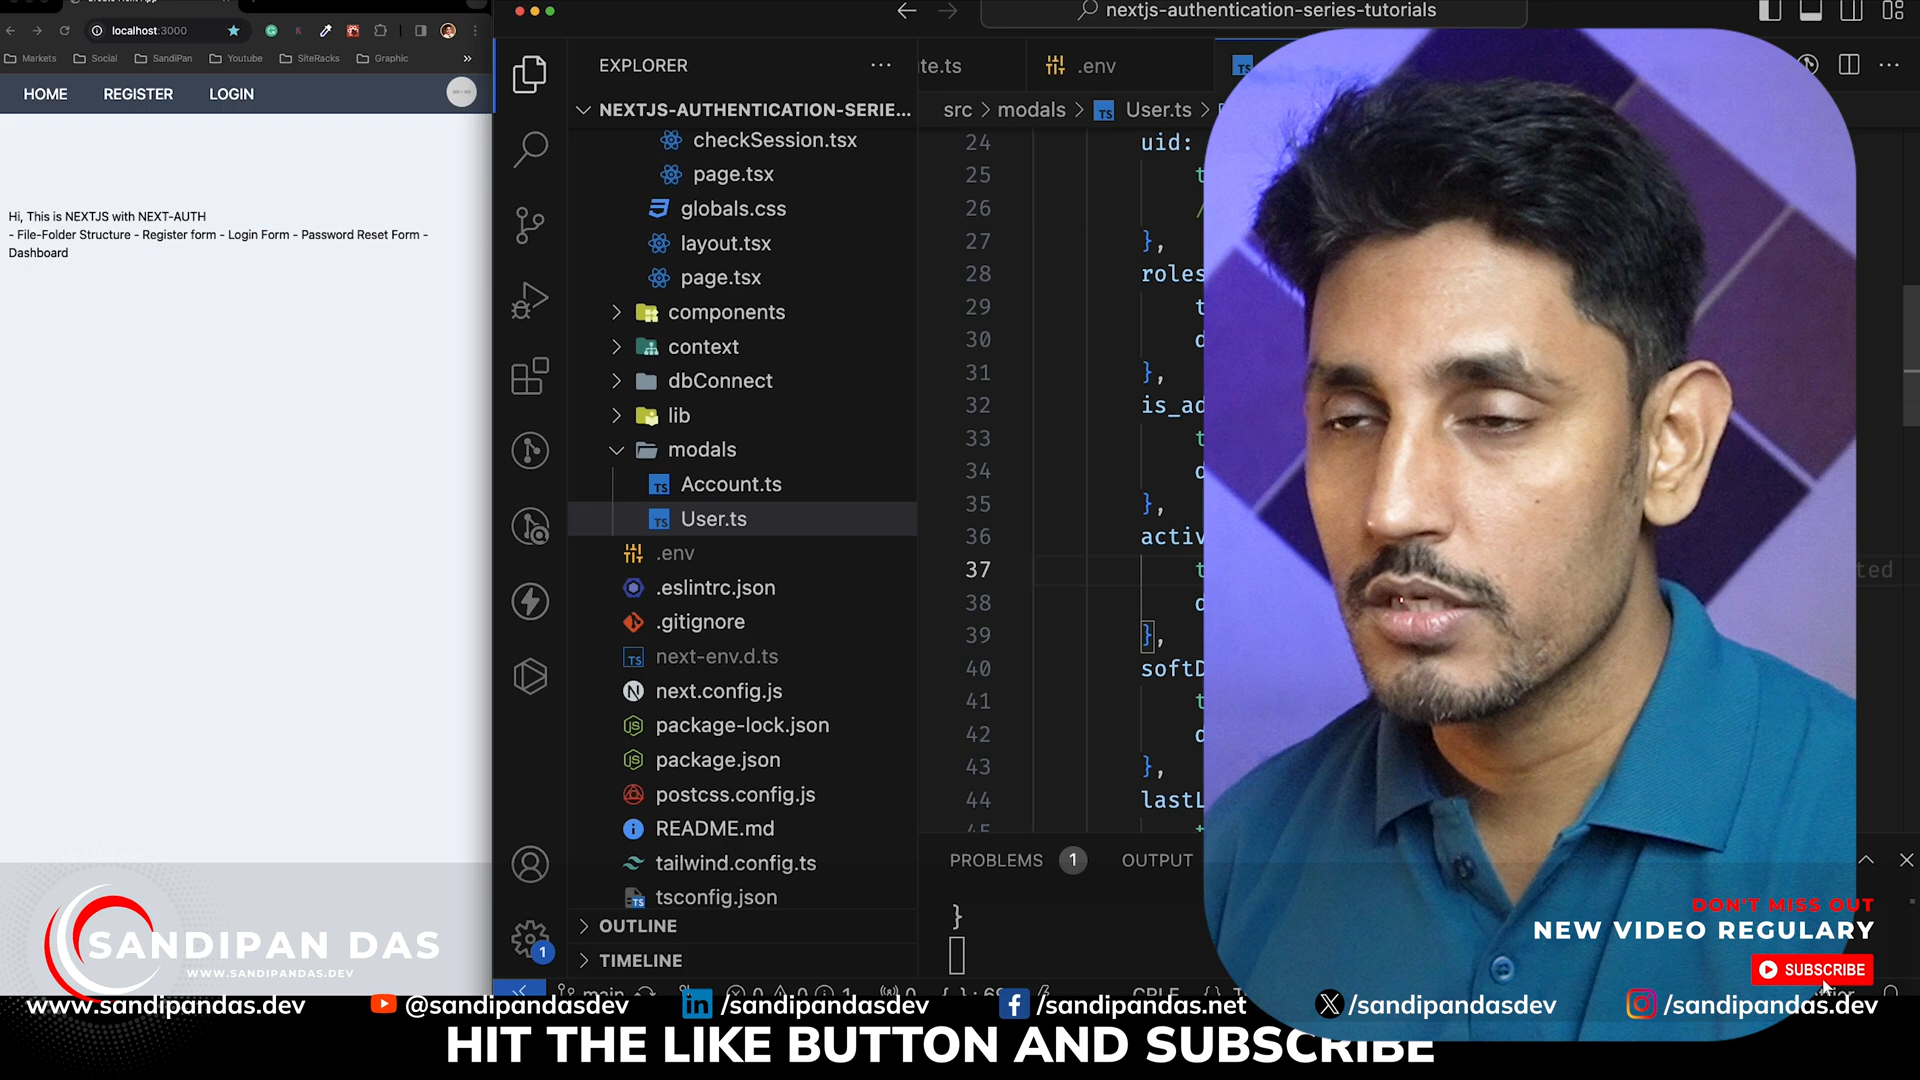 localhost:3000
Markets
Social
SandiPan
Youtube
SiteRacks
Graphic
»
HOME
REGISTER
LOGIN
Hi, This is NEXTJS with NEXT-AUTH
- File-Folder Structure - Register form - Login Form - Password Reset Form -
Dashboard
nextjs-authentication-series-tutorials
EXPLORER
NEXTJS-AUTHENTICATION-SERIE...
checkSession.tsx
page.tsx
globals.css
layout.tsx
page.tsx
components
context
dbConnect
lib
modals
Account.ts
User.ts
.env
.eslintrc.json
.gitignore
next-env.d.ts
next.config.js
package-lock.json
package.json
postcss.config.js
README.md
tailwind.config.ts
tsconfig.json
OUTLINE
TIMELINE
1
te.ts
.env
src > modals > TS User.ts >
24 uid:
25 t
26 /
27 },
28 roles
29 t
30 d
31 },
32 is_ad
33 t
34 d
35 },
36 activ
37 t
38 d
39 },
40 softD
41 t
42 d
43 },
44 lastL
45
ted
PROBLEMS 1 OUTPUT
}
SANDIPAN DAS
WWW.SANDIPANDAS.DEV
DON'T MISS OUT
NEW VIDEO REGULARY
SUBSCRIBE
www.sandipandas.dev
@sandipandasdev
/sandipandasdev
/sandipandas.net
/sandipandasdev
/sandipandas.dev
HIT THE LIKE BUTTON AND SUBSCRIBE